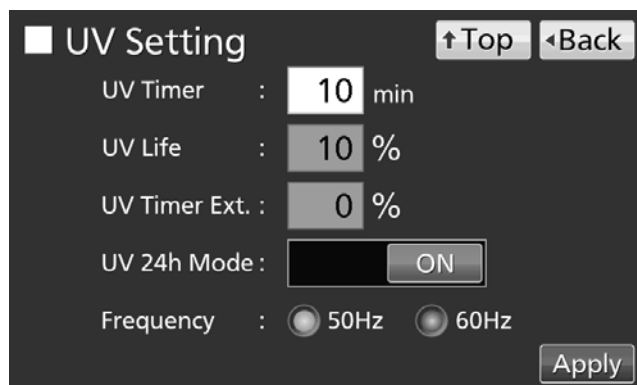 UV Setting ↑Top ◂Back
UV Timer : 10 min
UV Life : 10 %
UV Timer Ext. : 0 %
UV 24h Mode : ON
Frequency : 50Hz 60Hz
Apply